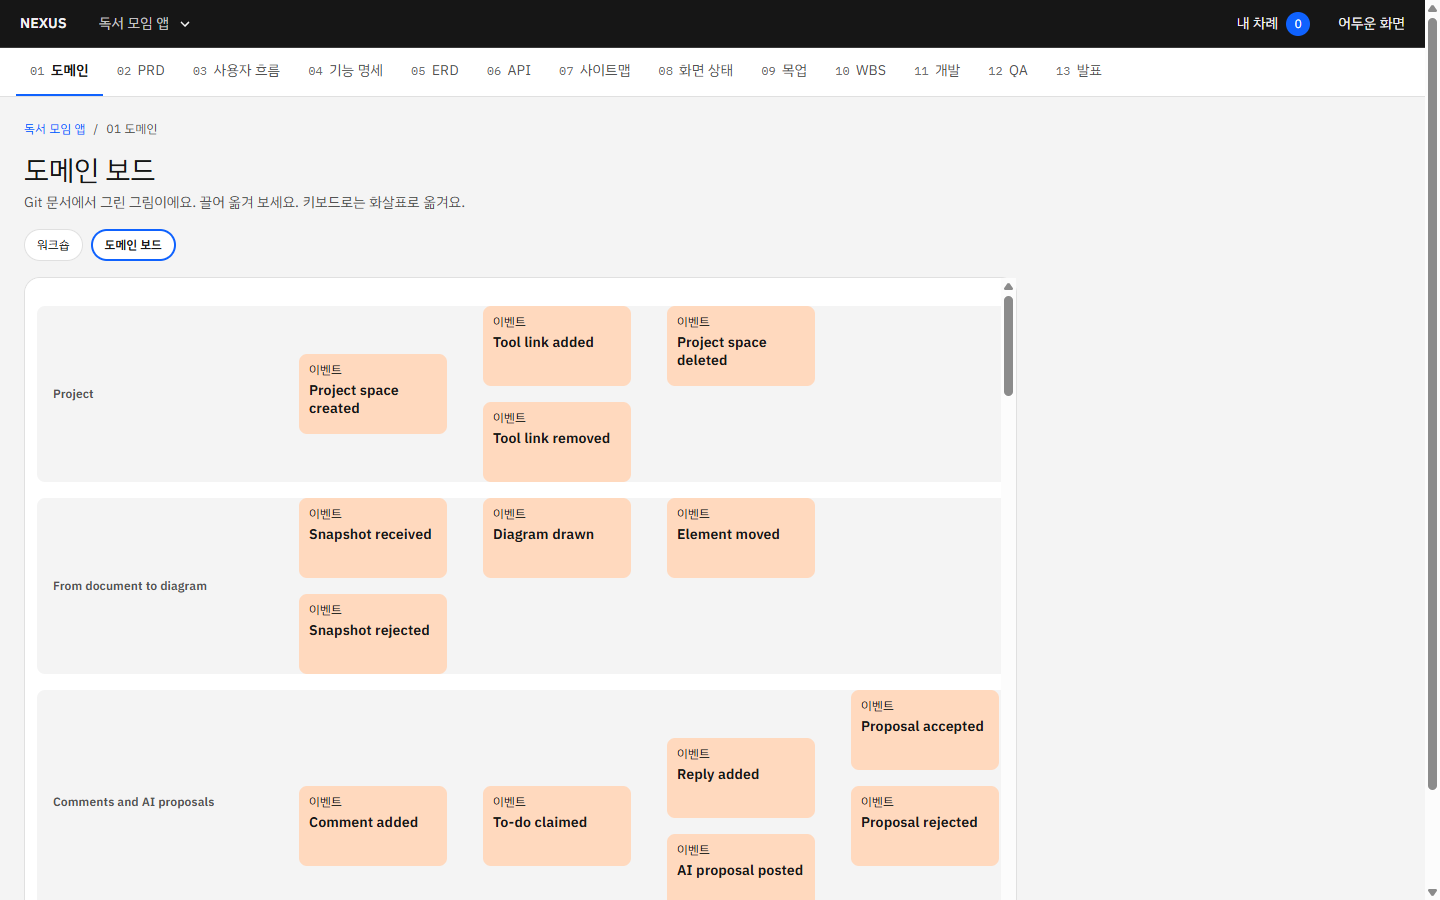 NEXUS
독서 모임 앱
내 차례 0
어두운 화면
01 도메인
02 PRD
03 사용자 흐름
04 기능 명세
05 ERD
06 API
07 사이트맵
08 화면 상태
09 목업
10 WBS
11 개발
12 QA
13 발표
독서 모임 앱 / 01 도메인
도메인 보드
Git 문서에서 그린 그림이에요. 끌어 옮겨 보세요. 키보드로는 화살표로 옮겨요.
워크숍
도메인 보드
Project
이벤트
Project space
created
이벤트
Tool link added
이벤트
Tool link removed
이벤트
Project space
deleted
From document to diagram
이벤트
Snapshot received
이벤트
Snapshot rejected
이벤트
Diagram drawn
이벤트
Element moved
Comments and AI proposals
이벤트
Comment added
이벤트
To-do claimed
이벤트
Reply added
이벤트
AI proposal posted
이벤트
Proposal accepted
이벤트
Proposal rejected